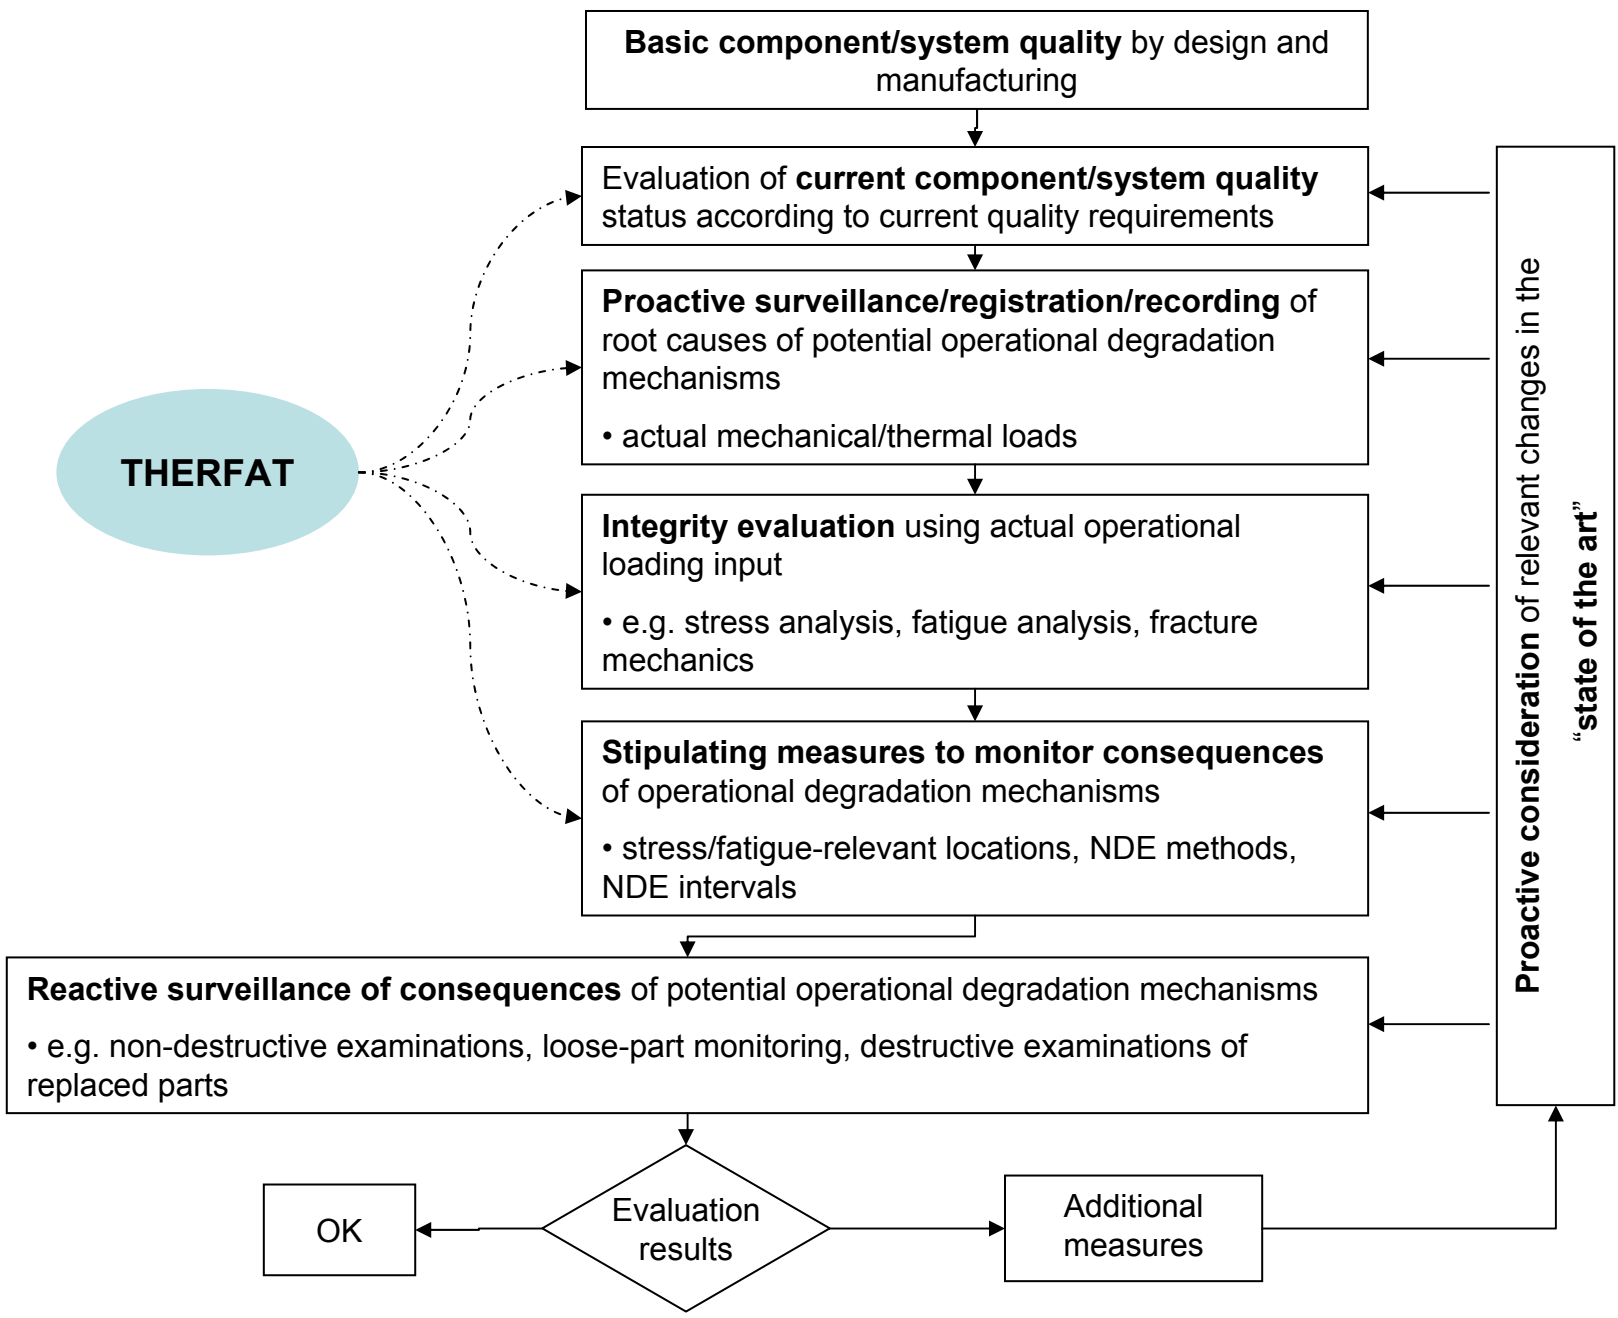 Basic component/system quality by design and
manufacturing
Evaluation of current component/system quality
status according to current quality requirements
Proactive surveillance/registration/recording of
root causes of potential operational degradation
mechanisms
• actual mechanical/thermal loads
THERFAT
Integrity evaluation using actual operational
loading input
• e.g. stress analysis, fatigue analysis, fracture
mechanics
Stipulating measures to monitor consequences
of operational degradation mechanisms
• stress/fatigue-relevant locations, NDE methods,
NDE intervals
Reactive surveillance of consequences of potential operational degradation mechanisms
• e.g. non-destructive examinations, loose-part monitoring, destructive examinations of
replaced parts
Proactive consideration of relevant changes in the
“state of the art”
OK
Evaluation
results
Additional
measures